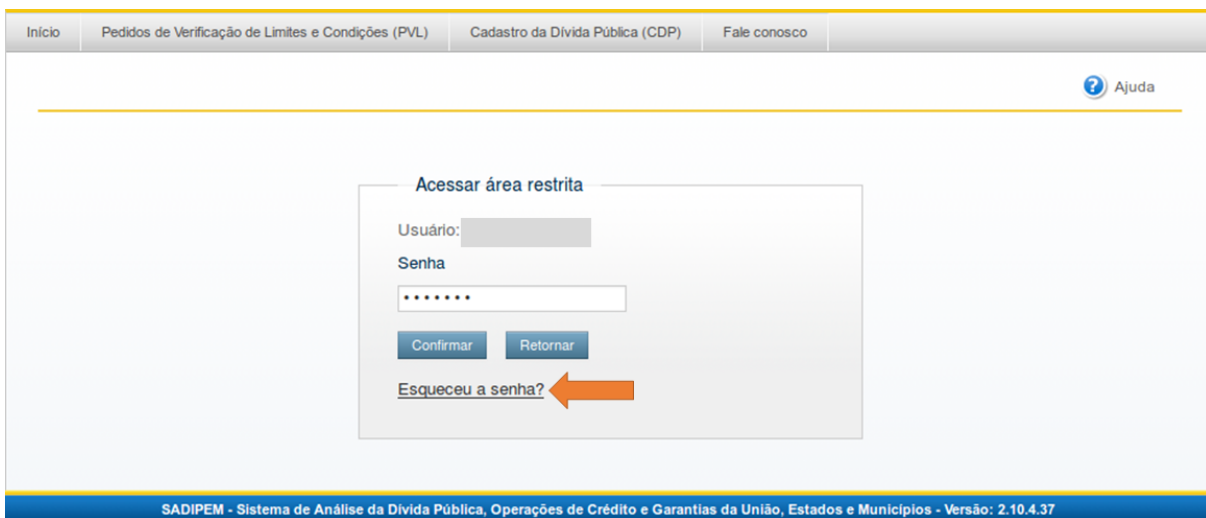 Início Pedidos de Verificação de Limites e Condições (PVL) Cadastro da Dívida Pública (CDP) Fale conosco
? Ajuda
Acessar área restrita
Usuário:
Senha
•••••••
Confirmar Retornar
Esqueceu a senha?
SADIPEM - Sistema de Análise da Dívida Pública, Operações de Crédito e Garantias da União, Estados e Municípios - Versão: 2.10.4.37